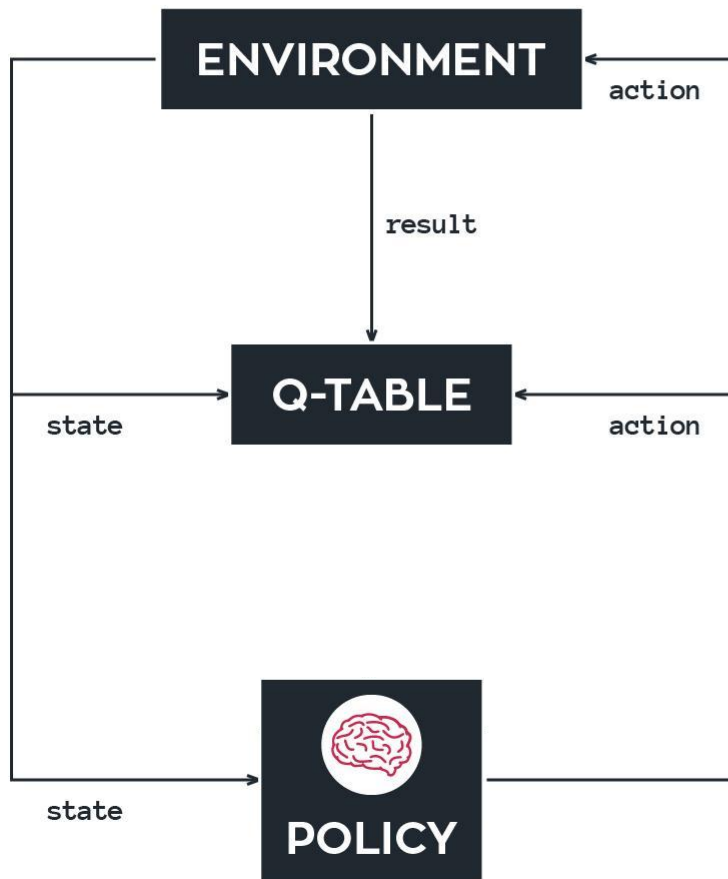 ENVIRONMENT
action
result
Q-TABLE
state
action
state
POLICY